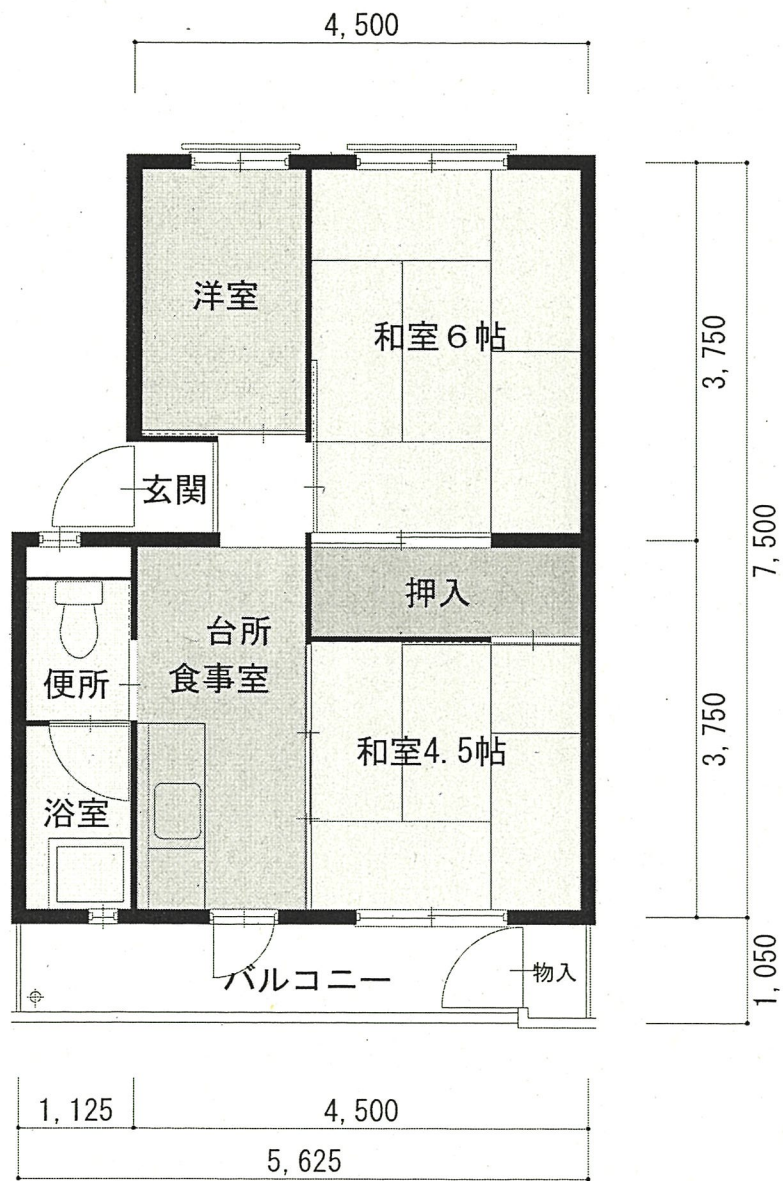 4,500
洋室
和室6帖
3,750
玄関
7,500
押入
台所
食事室
便所
和室4.5帖
3,750
浴室
バルコニー
物入
1,050
1,125
4,500
5,625